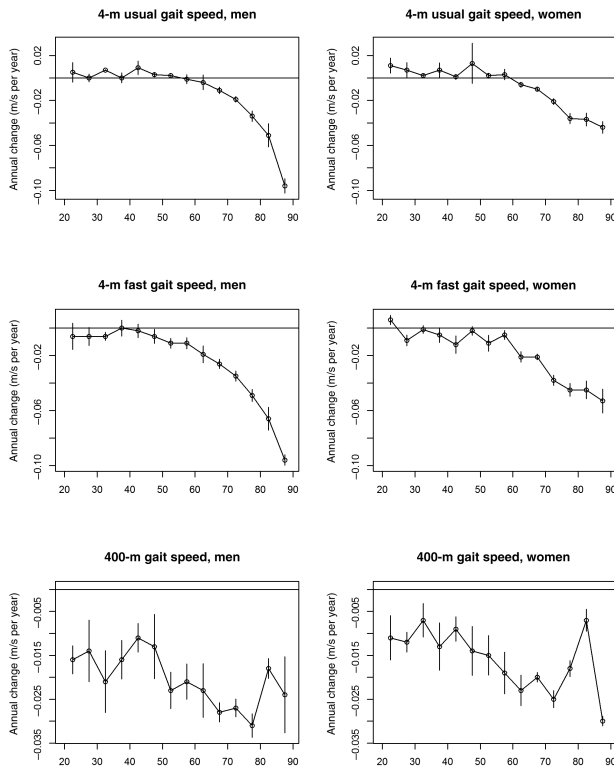 4-m usual gait speed, men
Annual change (m/s per year)
0.02
−0.02
−0.06
−0.10
20 30 40 50 60 70 80 90
4-m usual gait speed, women
Annual change (m/s per year)
0.02
−0.02
−0.06
−0.10
20 30 40 50 60 70 80 90
4-m fast gait speed, men
Annual change (m/s per year)
−0.02
−0.06
−0.10
20 30 40 50 60 70 80 90
4-m fast gait speed, women
Annual change (m/s per year)
−0.02
−0.06
−0.10
20 30 40 50 60 70 80 90
400-m gait speed, men
Annual change (m/s per year)
−0.005
−0.015
−0.025
−0.035
20 30 40 50 60 70 80 90
400-m gait speed, women
Annual change (m/s per year)
−0.005
−0.015
−0.025
−0.035
20 30 40 50 60 70 80 90